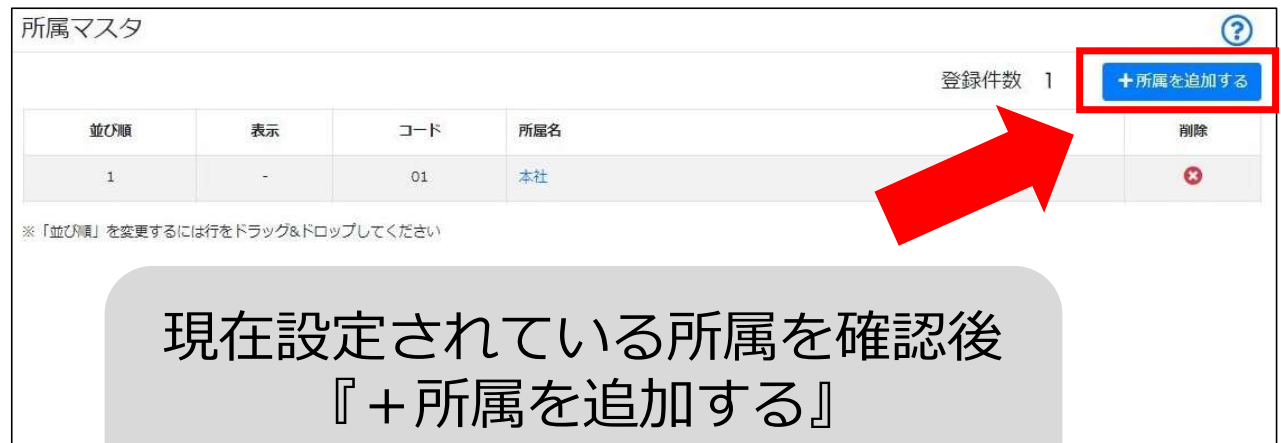 所属マスタ
登録件数 1
+所属を追加する
並び順 表示 コード 所属名 削除
1 - 01 本社
※「並び順」を変更するには行をドラッグ&ドロップしてください
現在設定されている所属を確認後
『+所属を追加する』